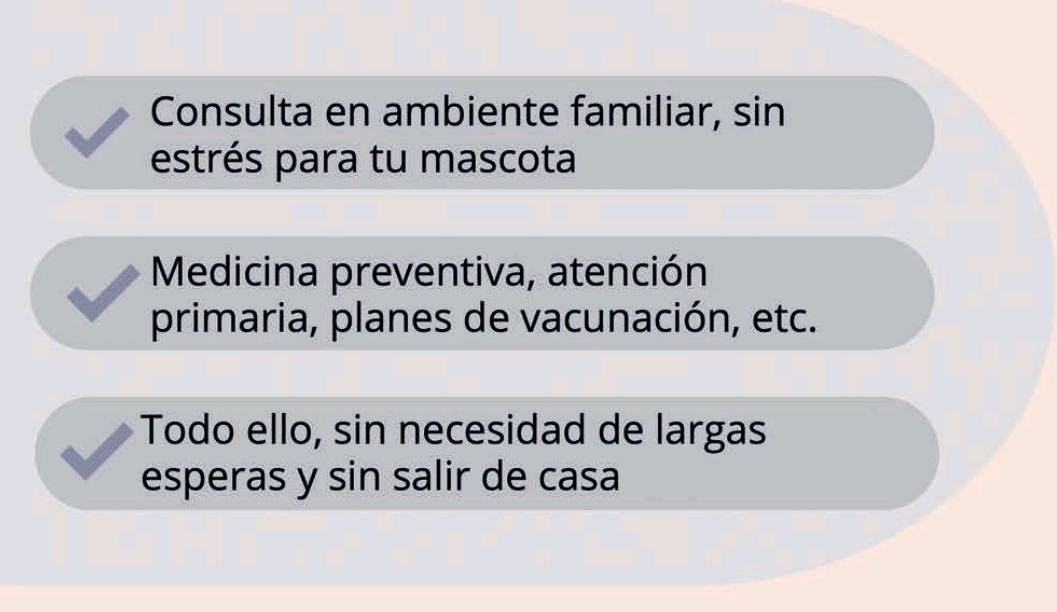 Consulta en ambiente familiar, sin
estrés para tu mascota
Medicina preventiva, atención
primaria, planes de vacunación, etc.
Todo ello, sin necesidad de largas
esperas y sin salir de casa